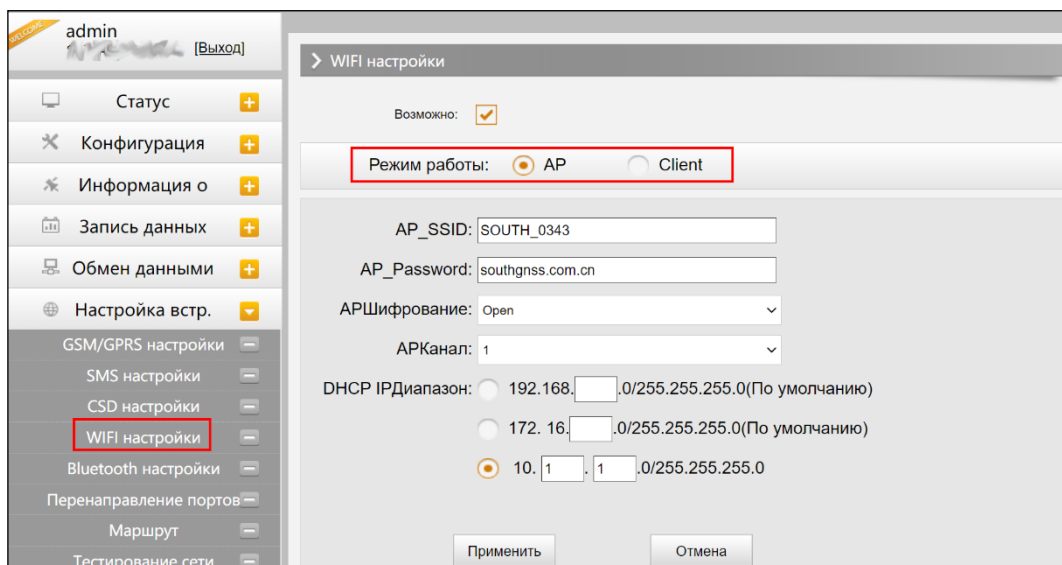 WELCOME
admin
[Выход]
Статус
Конфигурация
Информация о
Запись данных
Обмен данными
Настройка встр.
GSM/GPRS настройки
SMS настройки
CSD настройки
WIFI настройки
Bluetooth настройки
Перенаправление портов
Маршрут
Тестирование сети
WIFI настройки
Возможно:
Режим работы: AP Client
AP_SSID: SOUTH_0343
AP_Password: southgnss.com.cn
APШифрование: Open
APКанал: 1
DHCP IPДиапазон: 192.168. .0/255.255.255.0(По умолчанию)
172. 16. .0/255.255.255.0(По умолчанию)
10. 1 . 1 .0/255.255.255.0
Применить Отмена